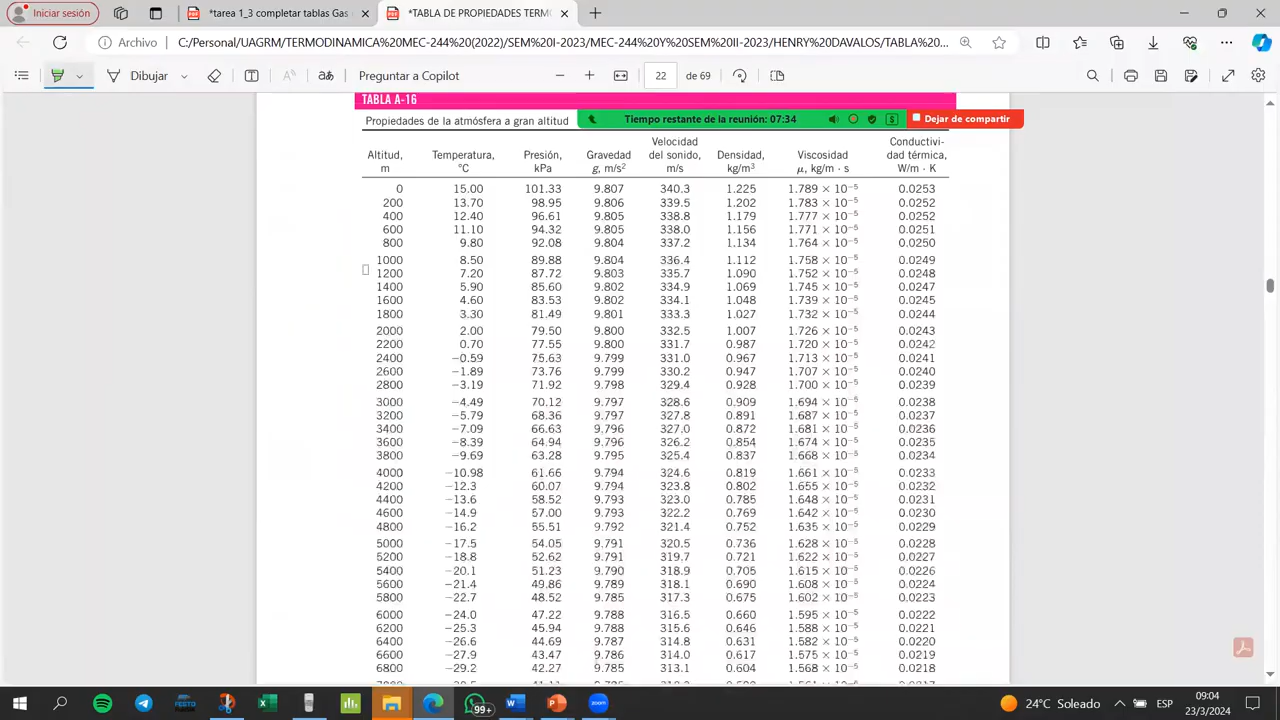 Iniciar sesión
*tarea 1_3 completar tablas Gas
*TABLA DE PROPIEDADES TERM
Archivo
C:/Personal/UAGRM/TERMODINAMICA%20MEC-244%20(2022)/SEM%20I-2023/MEC-244%20Y%20SEM%20II-2023/HENRY%20DAVALOS/TABLA%20...
Dibujar
Preguntar a Copilot
22 de 69
TABLA A-16
Propiedades de la atmósfera a gran altitud
Tiempo restante de la reunión: 07:34
Dejar de compartir
Altitud, m Temperatura, °C Presión, kPa Gravedad g, m/s² Velocidad del sonido, m/s Densidad, kg/m³ Viscosidad μ, kg/m · s Conductivi-dad térmica, W/m · K
0 15.00 101.33 9.807 340.3 1.225 1.789 × 10⁻⁵ 0.0253
200 13.70 98.95 9.806 339.5 1.202 1.783 × 10⁻⁵ 0.0252
400 12.40 96.61 9.805 338.8 1.179 1.777 × 10⁻⁵ 0.0252
600 11.10 94.32 9.805 338.0 1.156 1.771 × 10⁻⁵ 0.0251
800 9.80 92.08 9.804 337.2 1.134 1.764 × 10⁻⁵ 0.0250
1000 8.50 89.88 9.804 336.4 1.112 1.758 × 10⁻⁵ 0.0249
1200 7.20 87.72 9.803 335.7 1.090 1.752 × 10⁻⁵ 0.0248
1400 5.90 85.60 9.802 334.9 1.069 1.745 × 10⁻⁵ 0.0247
1600 4.60 83.53 9.802 334.1 1.048 1.739 × 10⁻⁵ 0.0245
1800 3.30 81.49 9.801 333.3 1.027 1.732 × 10⁻⁵ 0.0244
2000 2.00 79.50 9.800 332.5 1.007 1.726 × 10⁻⁵ 0.0243
2200 0.70 77.55 9.800 331.7 0.987 1.720 × 10⁻⁵ 0.0242
2400 −0.59 75.63 9.799 331.0 0.967 1.713 × 10⁻⁵ 0.0241
2600 −1.89 73.76 9.799 330.2 0.947 1.707 × 10⁻⁵ 0.0240
2800 −3.19 71.92 9.798 329.4 0.928 1.700 × 10⁻⁵ 0.0239
3000 −4.49 70.12 9.797 328.6 0.909 1.694 × 10⁻⁵ 0.0238
3200 −5.79 68.36 9.797 327.8 0.891 1.687 × 10⁻⁵ 0.0237
3400 −7.09 66.63 9.796 327.0 0.872 1.681 × 10⁻⁵ 0.0236
3600 −8.39 64.94 9.796 326.2 0.854 1.674 × 10⁻⁵ 0.0235
3800 −9.69 63.28 9.795 325.4 0.837 1.668 × 10⁻⁵ 0.0234
4000 −10.98 61.66 9.794 324.6 0.819 1.661 × 10⁻⁵ 0.0233
4200 −12.3 60.07 9.794 323.8 0.802 1.655 × 10⁻⁵ 0.0232
4400 −13.6 58.52 9.793 323.0 0.785 1.648 × 10⁻⁵ 0.0231
4600 −14.9 57.00 9.793 322.2 0.769 1.642 × 10⁻⁵ 0.0230
4800 −16.2 55.51 9.792 321.4 0.752 1.635 × 10⁻⁵ 0.0229
5000 −17.5 54.05 9.791 320.5 0.736 1.628 × 10⁻⁵ 0.0228
5200 −18.8 52.62 9.791 319.7 0.721 1.622 × 10⁻⁵ 0.0227
5400 −20.1 51.23 9.790 318.9 0.705 1.615 × 10⁻⁵ 0.0226
5600 −21.4 49.86 9.789 318.1 0.690 1.608 × 10⁻⁵ 0.0224
5800 −22.7 48.52 9.785 317.3 0.675 1.602 × 10⁻⁵ 0.0223
6000 −24.0 47.22 9.788 316.5 0.660 1.595 × 10⁻⁵ 0.0222
6200 −25.3 45.94 9.788 315.6 0.646 1.588 × 10⁻⁵ 0.0221
6400 −26.6 44.69 9.787 314.8 0.631 1.582 × 10⁻⁵ 0.0220
6600 −27.9 43.47 9.786 314.0 0.617 1.575 × 10⁻⁵ 0.0219
6800 −29.2 42.27 9.785 313.1 0.604 1.568 × 10⁻⁵ 0.0218
FESTO
99+
zoom
24°C Soleado
ESP
09:04
23/3/2024